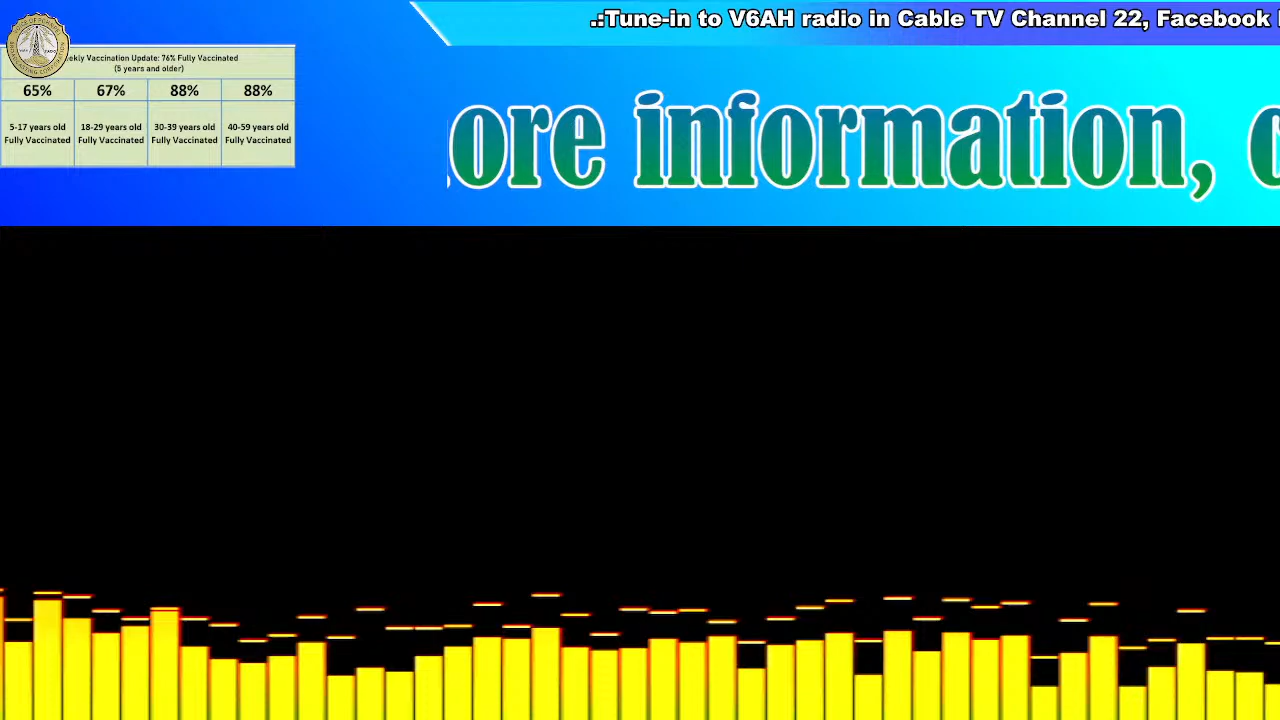 .:Tune-in to V6AH radio in Cable TV Channel 22, Facebook
Vaccination Update: 76% Fully Vaccinated
(5 years and older)
65% 67% 88% 88%
5-17 years old 18-29 years old 30-39 years old 40-59 years old
Fully Vaccinated Fully Vaccinated Fully Vaccinated Fully Vaccinated
ore information,